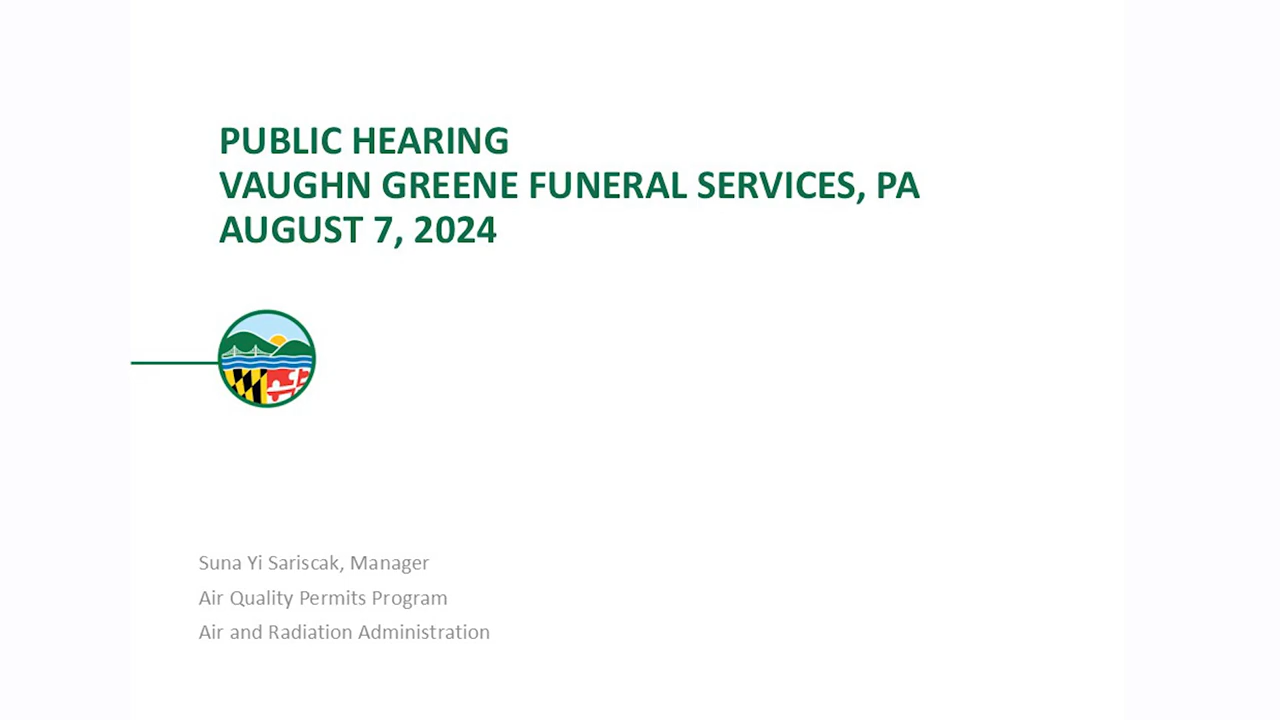 PUBLIC HEARING
VAUGHN GREENE FUNERAL SERVICES, PA
AUGUST 7, 2024
Suna Yi Sariscak, Manager
Air Quality Permits Program
Air and Radiation Administration